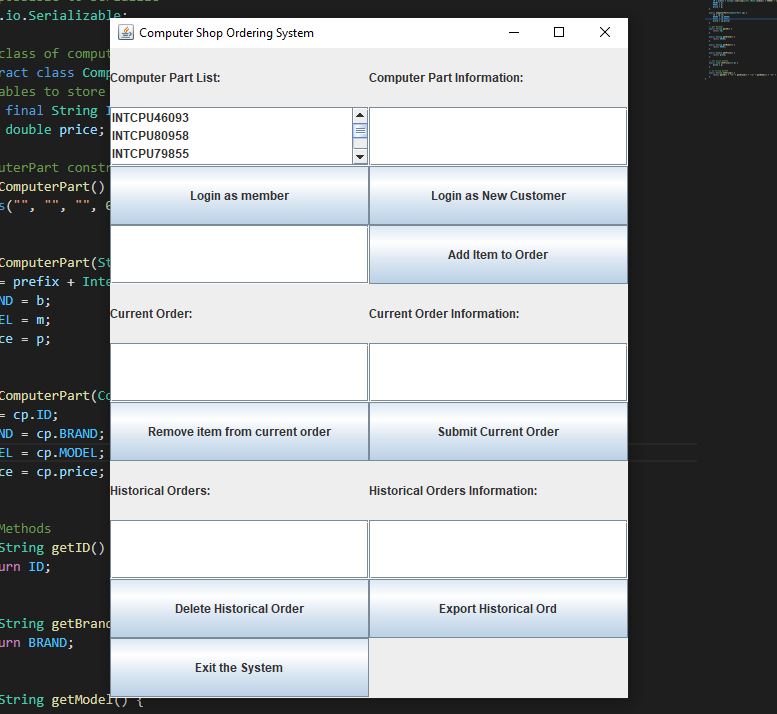 .io.Serializable;
Computer Shop Ordering System
class of comput
Computer Part List:
Computer Part Information:
ract class Comp
ables to store
final String I
INTCPU46093
double price;
INTCPU80958
INTCPU79855
uterPart constr
ComputerPart()
Login as member
Login as New Customer
s("", "", "", 0
Add Item to Order
ComputerPart(St
= prefix + Inte
ND = b;
Current Order:
Current Order Information:
EL = m;
ce = p;
ComputerPart(Co
= cp.ID;
ND = cp.BRAND;
Remove item from current order
Submit Current Order
EL = cp.MODEL;
ce = cp.price;
Historical Orders:
Historical Orders Information:
Methods
String getID()
urn ID;
Delete Historical Order
Export Historical Ord
String getBrand
urn BRAND;
Exit the System
String getModel() {